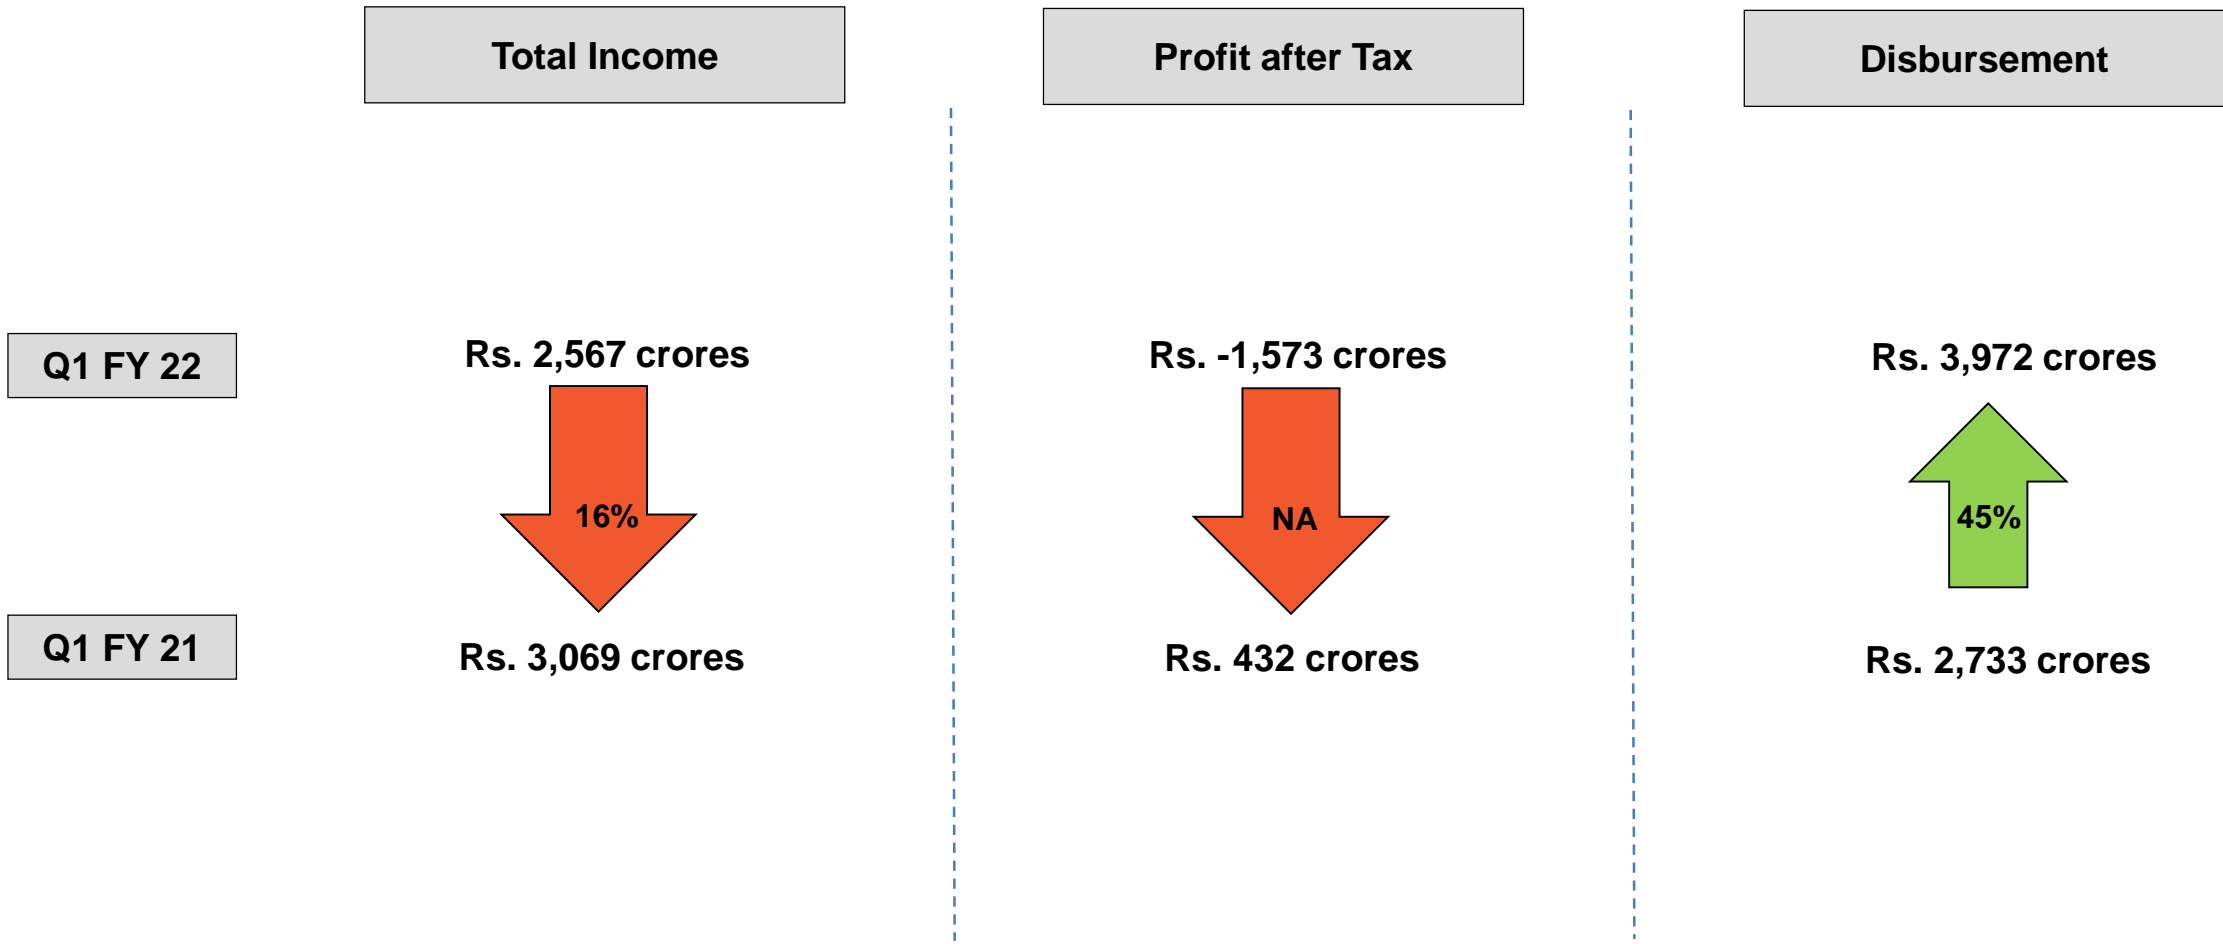 Total Income
Profit after Tax
Disbursement
Q1 FY 22
Rs. 2,567 crores
Rs. -1,573 crores
Rs. 3,972 crores
16%
NA
45%
Q1 FY 21
Rs. 3,069 crores
Rs. 432 crores
Rs. 2,733 crores